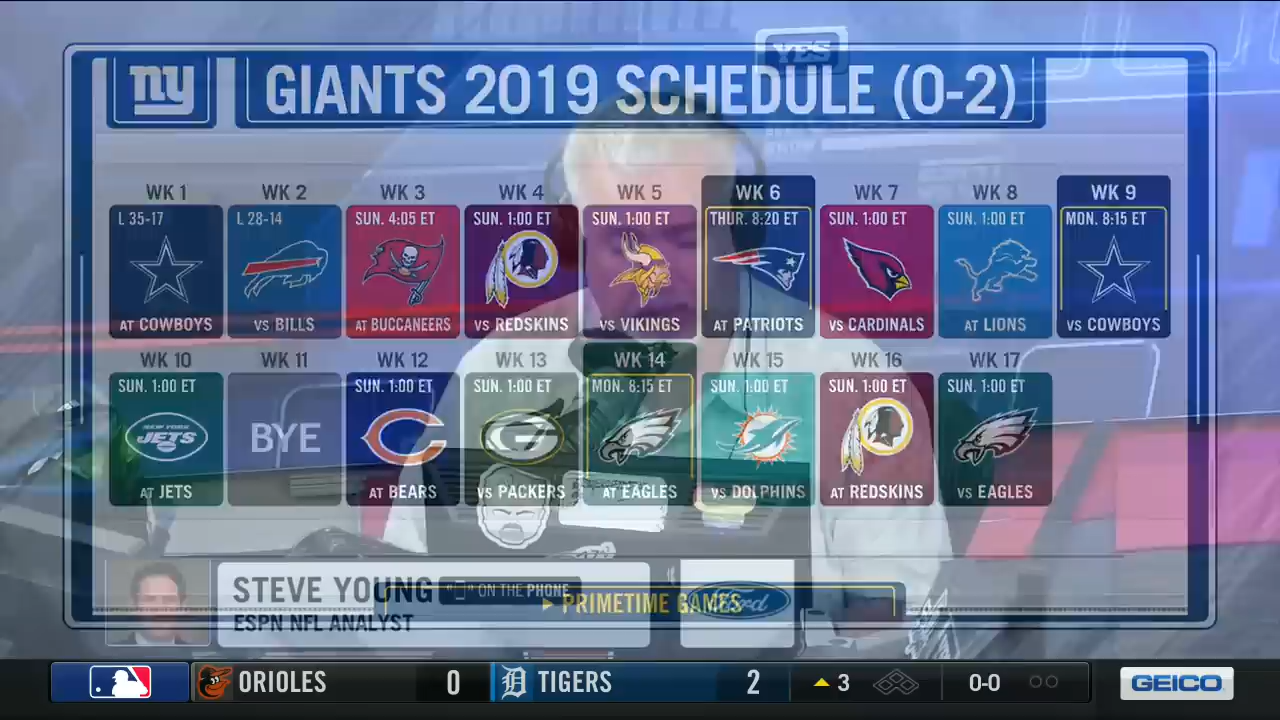 YES
ny
GIANTS 2019 SCHEDULE (0-2)
WK 1 WK 2 WK 3 WK 4 WK 5 WK 6 WK 7 WK 8 WK 9
L 35-17 L 28-14 SUN. 4:05 ET SUN. 1:00 ET SUN. 1:00 ET THUR. 8:20 ET SUN. 1:00 ET SUN. 1:00 ET MON. 8:15 ET
AT COWBOYS VS BILLS AT BUCCANEERS VS REDSKINS VS VIKINGS AT PATRIOTS VS CARDINALS AT LIONS VS COWBOYS
WK 10 WK 11 WK 12 WK 13 WK 14 WK 15 WK 16 WK 17
SUN. 1:00 ET SUN. 1:00 ET SUN. 1:00 ET MON. 8:15 ET SUN. 1:00 ET SUN. 1:00 ET SUN. 1:00 ET
NEW YORK
JETS BYE G
AT JETS AT BEARS VS PACKERS AT EAGLES VS DOLPHINS AT REDSKINS VS EAGLES
STEVE YOUNG ON THE PHONE
ESPN NFL ANALYST
PRIMETIME GAMES
Ford
ORIOLES 0 D TIGERS 2 3 0-0 GEICO